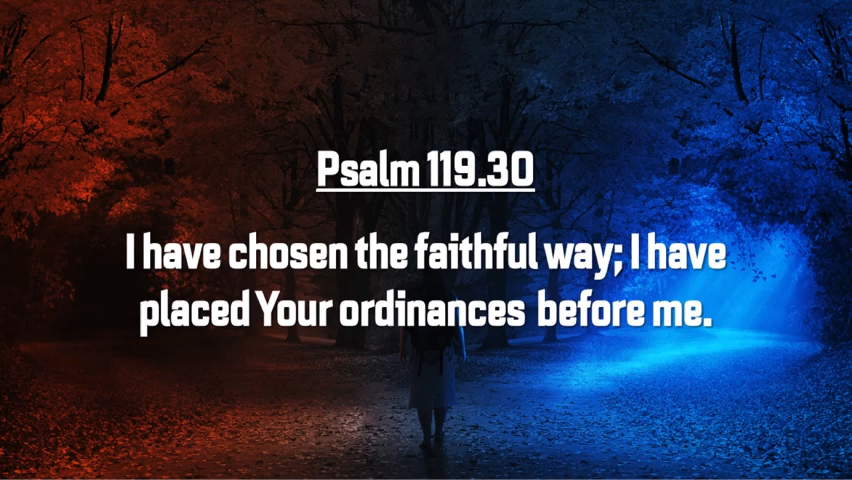 Psalm 119.30
I have chosen the faithful way; I have
placed Your ordinances before me.